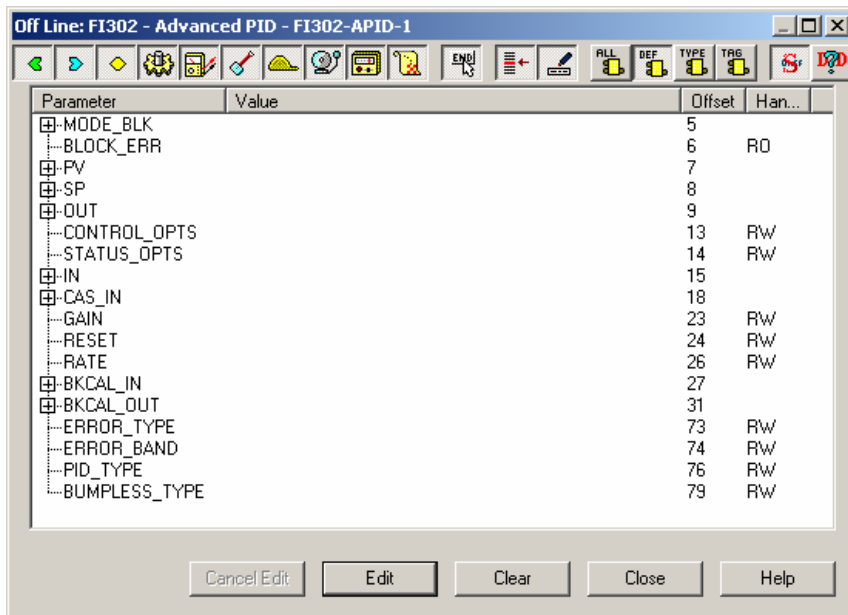 Off Line: FI302 - Advanced PID - FI302-APID-1
END ALL DEF TYPE TAG
Parameter Value Offset Han...
MODE_BLK 5
BLOCK_ERR 6 RO
PV 7
SP 8
OUT 9
CONTROL_OPTS 13 RW
STATUS_OPTS 14 RW
IN 15
CAS_IN 18
GAIN 23 RW
RESET 24 RW
RATE 26 RW
BKCAL_IN 27
BKCAL_OUT 31
ERROR_TYPE 73 RW
ERROR_BAND 74 RW
PID_TYPE 76 RW
BUMPLESS_TYPE 79 RW
Cancel Edit Edit Clear Close Help